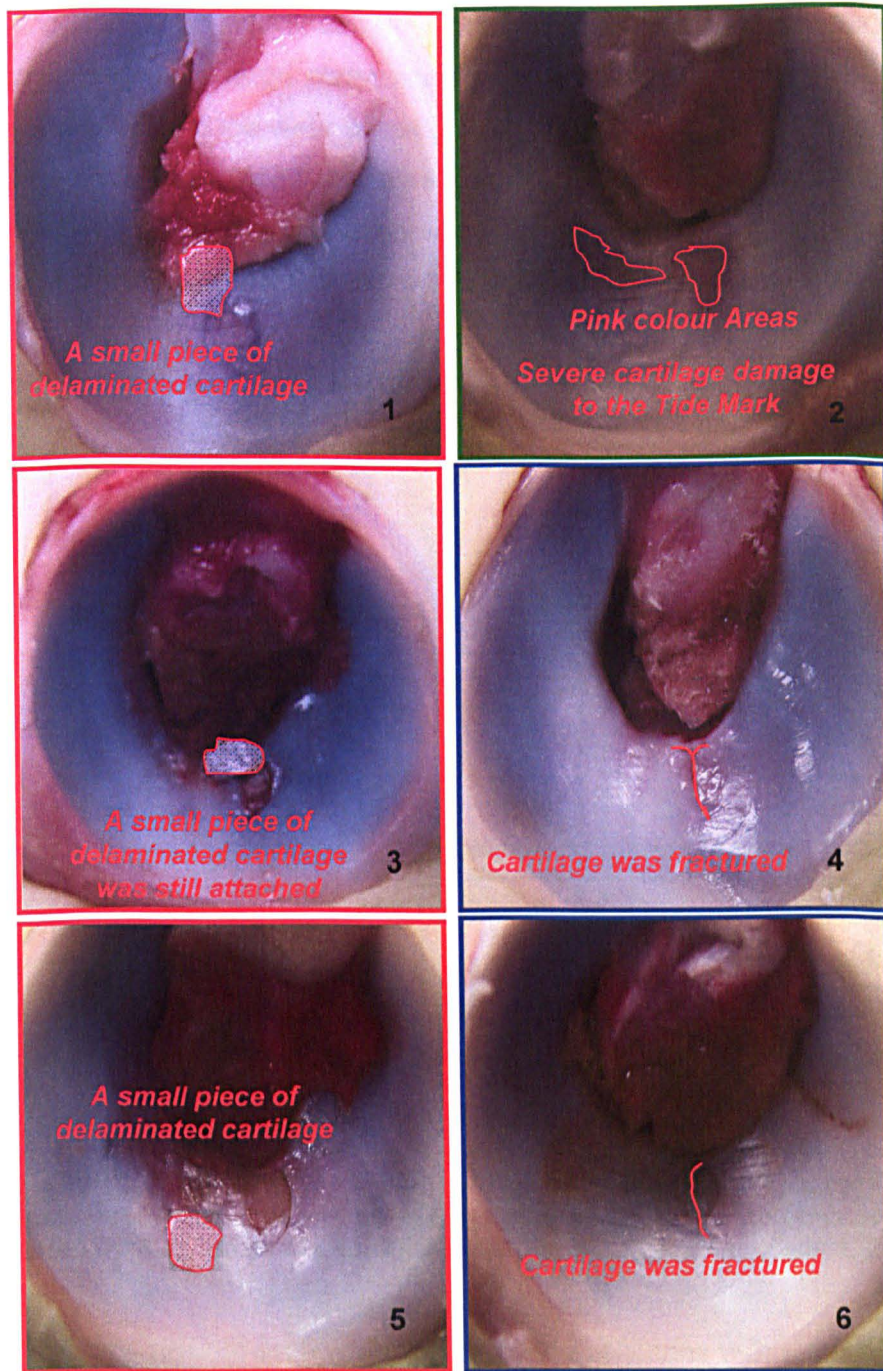 A small piece of
delaminated cartilage
1
Pink colour Areas
Severe cartilage damage
to the Tide Mark
2
A small piece of
delaminated cartilage
was still attached
3
Cartilage was fractured
4
A small piece of
delaminated cartilage
5
Cartilage was fractured
6